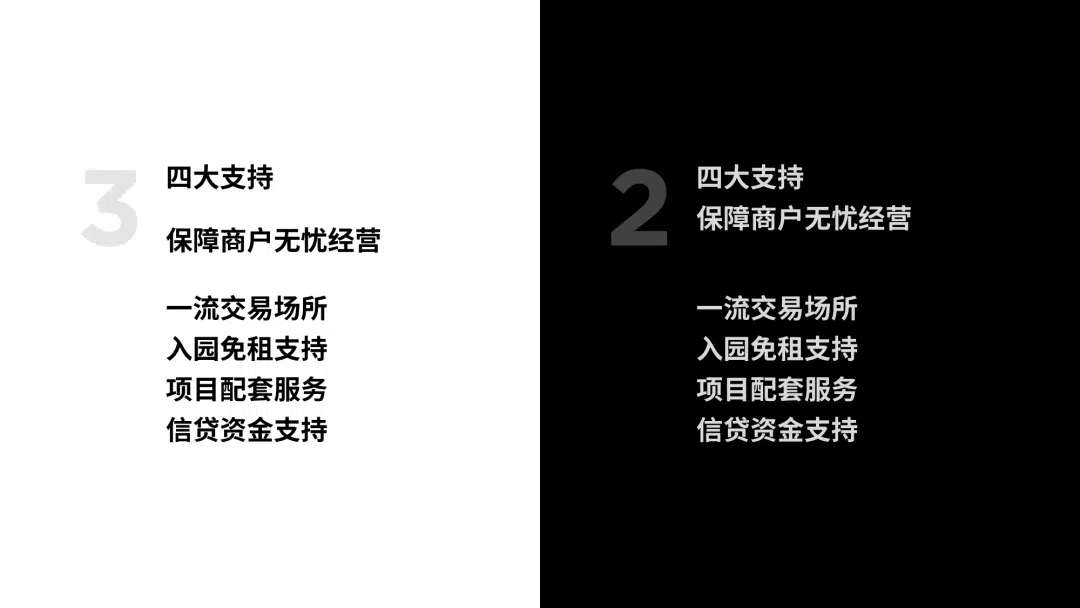 3
四大支持
保障商户无忧经营
一流交易场所
入园免租支持
项目配套服务
信贷资金支持
2
四大支持
保障商户无忧经营
一流交易场所
入园免租支持
项目配套服务
信贷资金支持